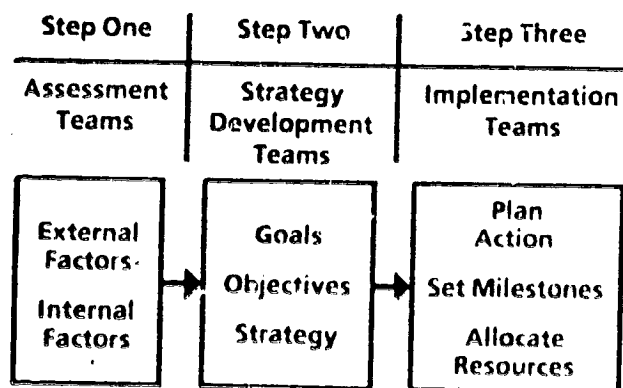 Step One
Step Two
Step Three
Assessment
Teams
Strategy
Development
Teams
Implementation
Teams
External
Factors
Internal
Factors
Goals
Objectives
Strategy
Plan
Action
Set Milestones
Allocate
Resources